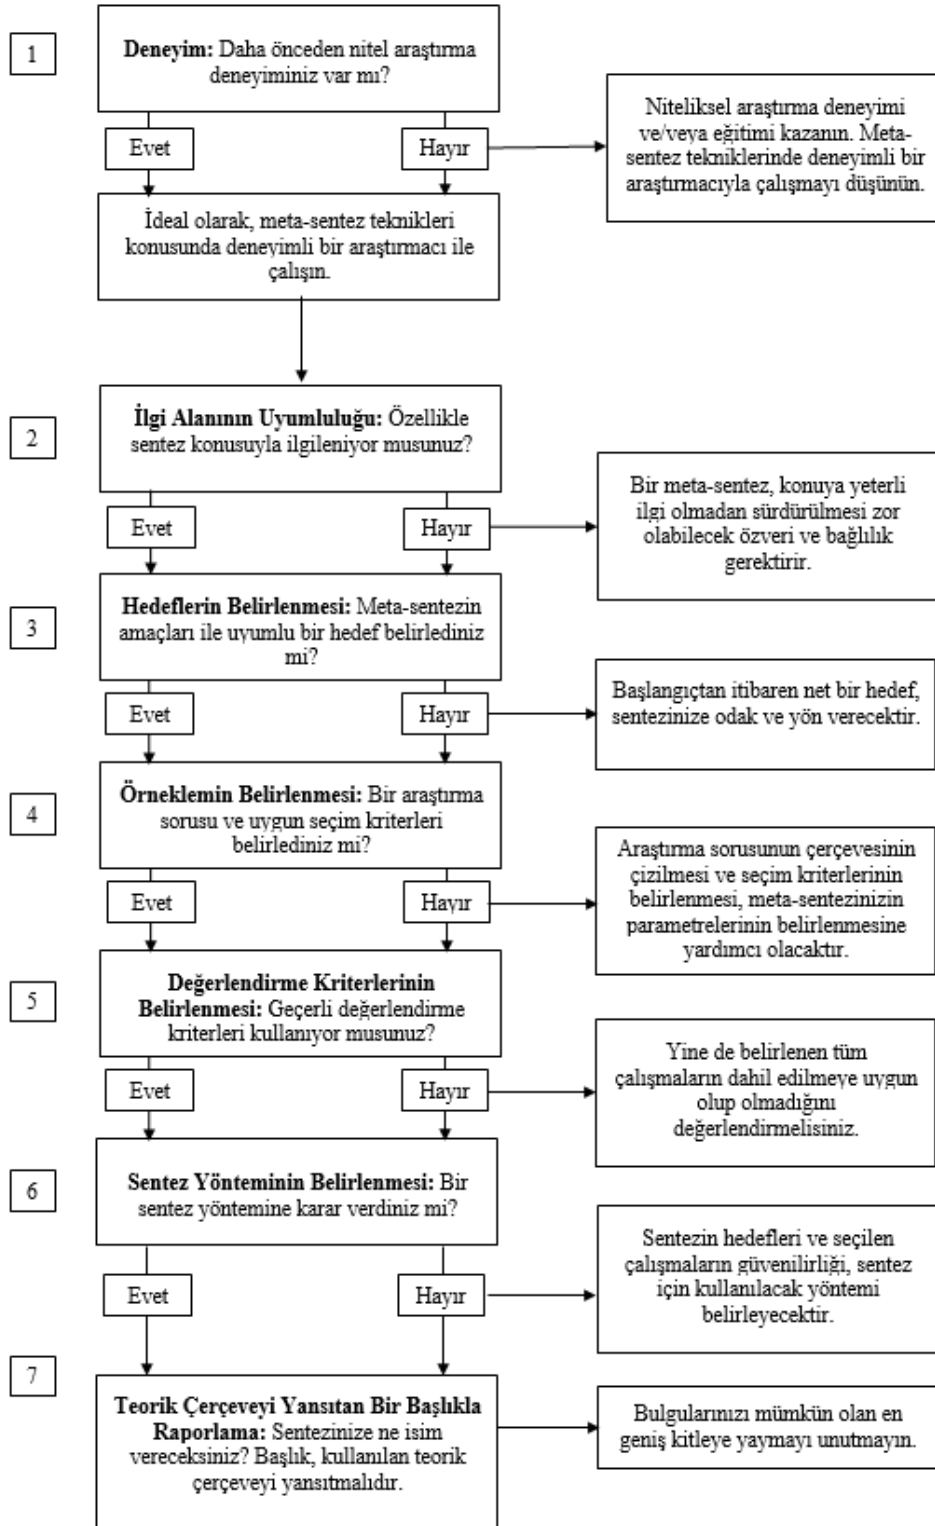 1
Deneyim: Daha önceden nitel araştırma
deneyiminiz var mı?
Evet
Hayır
Niteliksel araştırma deneyimi
ve/veya eğitimi kazanın. Meta-
sentez tekniklerinde deneyimli bir
araştırmacıyla çalışmayı düşünün.
İdeal olarak, meta-sentez teknikleri
konusunda deneyimli bir araştırmacı ile
çalışın.
2
İlgi Alanının Uyumluluğu: Özellikle
sentez konusuyla ilgileniyor musunuz?
Evet
Hayır
Bir meta-sentez, konuya yeterli
ilgi olmadan sürdürülmesi zor
olabilecek özveri ve bağlılık
gerektirir.
3
Hedeflerin Belirlenmesi: Meta-sentezin
amaçları ile uyumlu bir hedef belirlediniz
mi?
Evet
Hayır
Başlangıçtan itibaren net bir hedef,
sentezinize odak ve yön verecektir.
4
Örneklemin Belirlenmesi: Bir araştırma
sorusu ve uygun seçim kriterleri
belirlediniz mi?
Evet
Hayır
Araştırma sorusunun çerçevesinin
çizilmesi ve seçim kriterlerinin
belirlenmesi, meta-sentezinizin
parametrelerinin belirlenmesine
yardımcı olacaktır.
5
Değerlendirme Kriterlerinin
Belirlenmesi: Geçerli değerlendirme
kriterleri kullanıyor musunuz?
Evet
Hayır
Yine de belirlenen tüm
çalışmaların dahil edilmeye uygun
olup olmadığını
değerlendirmelisiniz.
6
Sentez Yönteminin Belirlenmesi: Bir
sentez yöntemine karar verdiniz mi?
Evet
Hayır
Sentezin hedefleri ve seçilen
çalışmaların güvenilirliği, sentez
için kullanılacak yöntemi
belirleyecektir.
7
Teorik Çerçeveyi Yansıtan Bir Başlıkla
Raporlama: Sentezinize ne isim
vereceksiniz? Başlık, kullanılan teorik
çerçeveyi yansıtmalıdır.
Bulgularınızı mümkün olan en
geniş kitleye yaymayı unutmayın.